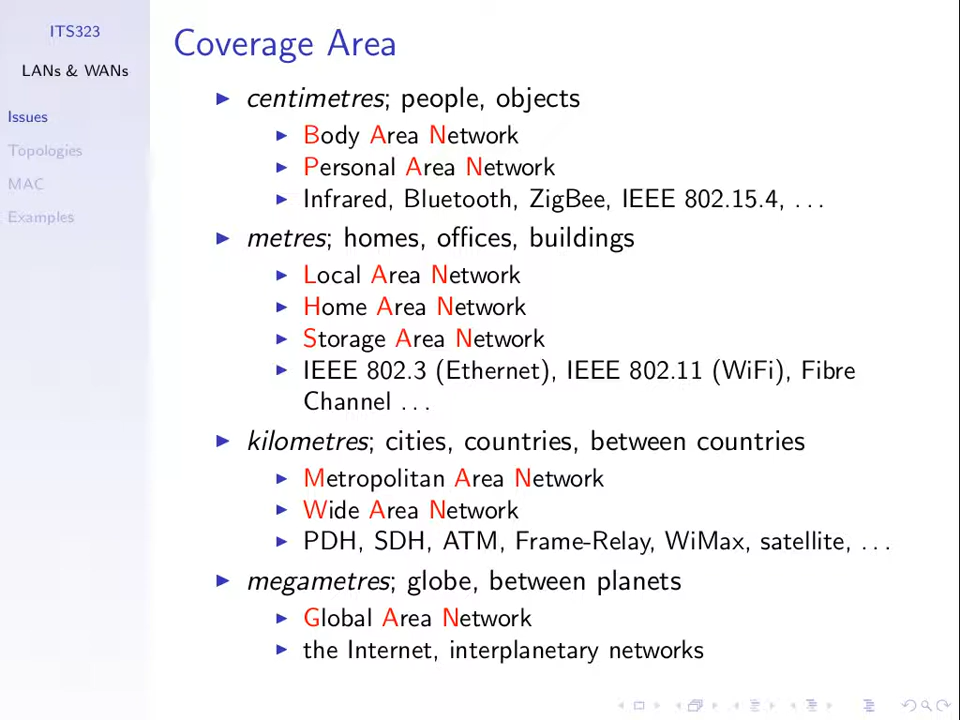 ITS323
LANs & WANs
Issues
Topologies
MAC
Examples
Coverage Area
centimetres; people, objects
Body Area Network
Personal Area Network
Infrared, Bluetooth, ZigBee, IEEE 802.15.4, . . .
metres; homes, offices, buildings
Local Area Network
Home Area Network
Storage Area Network
IEEE 802.3 (Ethernet), IEEE 802.11 (WiFi), Fibre
Channel . . .
kilometres; cities, countries, between countries
Metropolitan Area Network
Wide Area Network
PDH, SDH, ATM, Frame-Relay, WiMax, satellite, . . .
megametres; globe, between planets
Global Area Network
the Internet, interplanetary networks